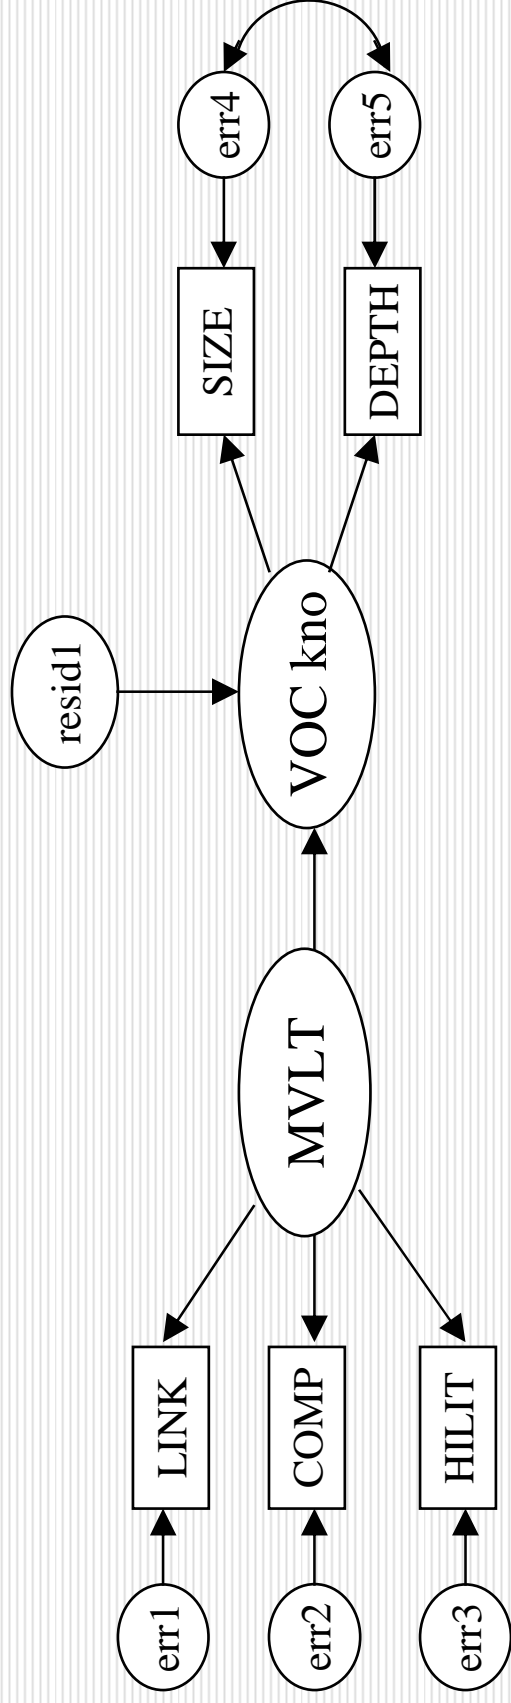 resid1
err1
LINK
SIZE
err4
err2
COMP
MVLT
VOC kno
DEPTH
err5
err3
HILIT